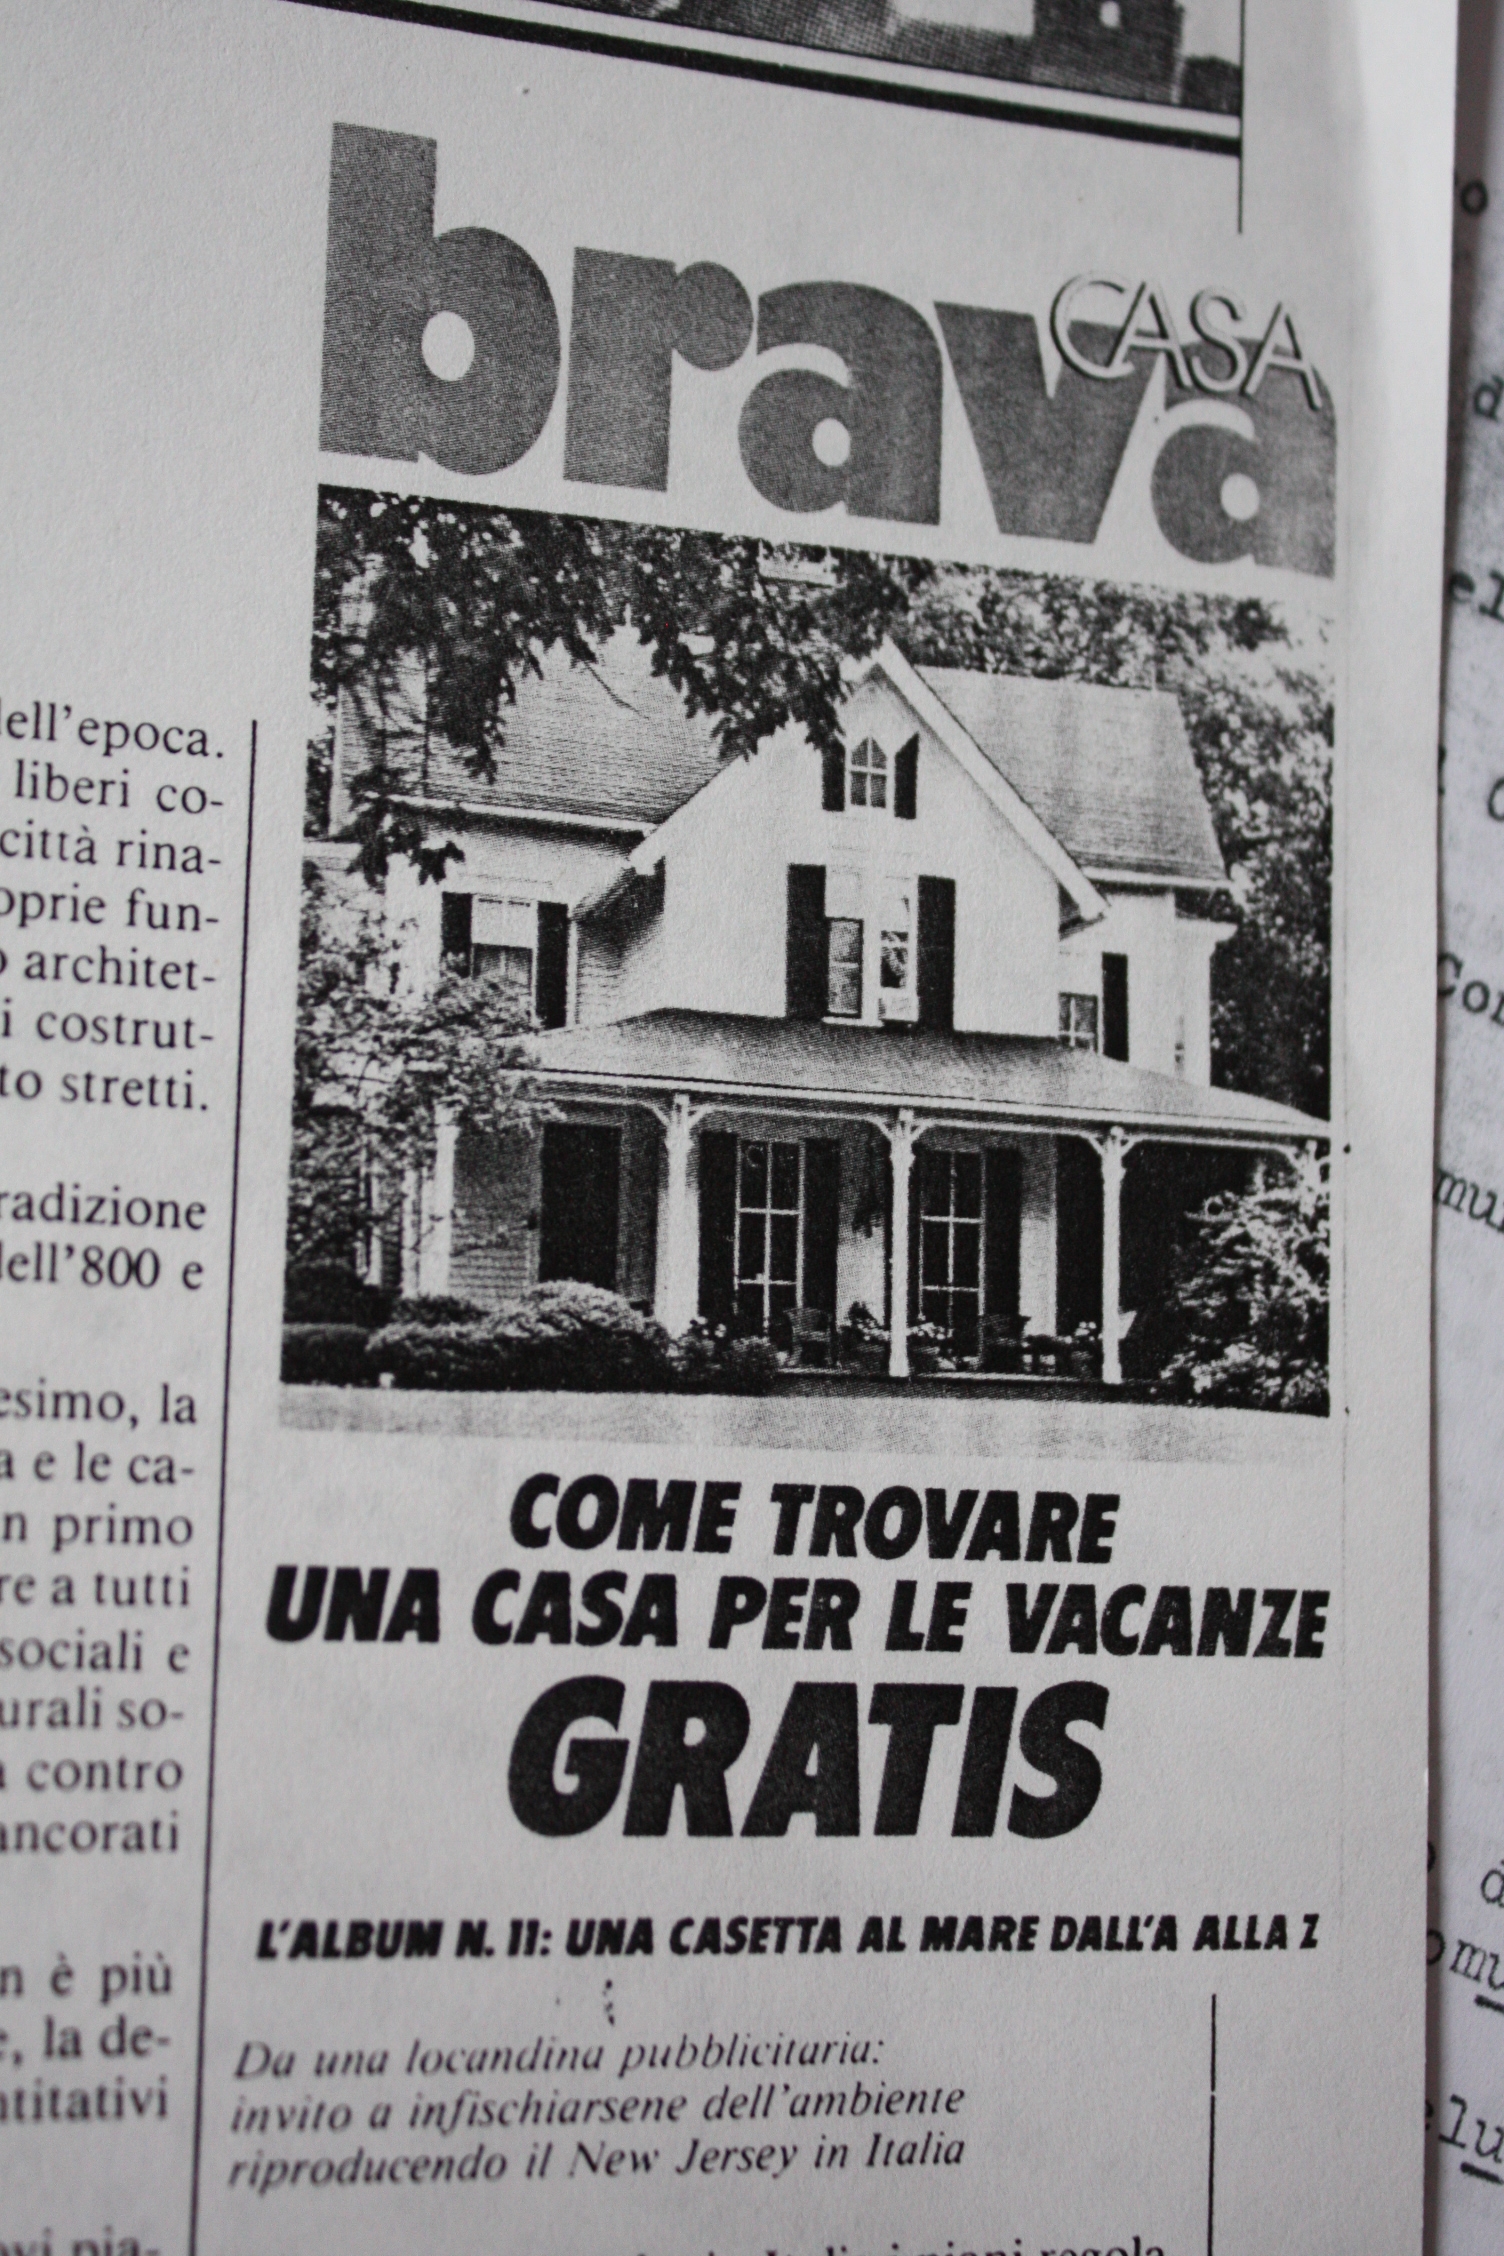 dell'epoca.
liberi co-
città rina-
oprie fun-
architet-
i costrut-
to stretti.
radizione
dell'800 e
esimo, la
a e le ca-
n primo
re a tutti
sociali e
urali so-
contro
ancorati
n è più
e, la de-
ntitativi
brava
CASA
COME TROVARE
UNA CASA PER LE VACANZE
GRATIS
L'ALBUM N. 11: UNA CASETTA AL MARE DALL'A ALLA Z
Da una locandina pubblicitaria:
invito a infischiarsene dell'ambiente
riproducendo il New Jersey in Italia